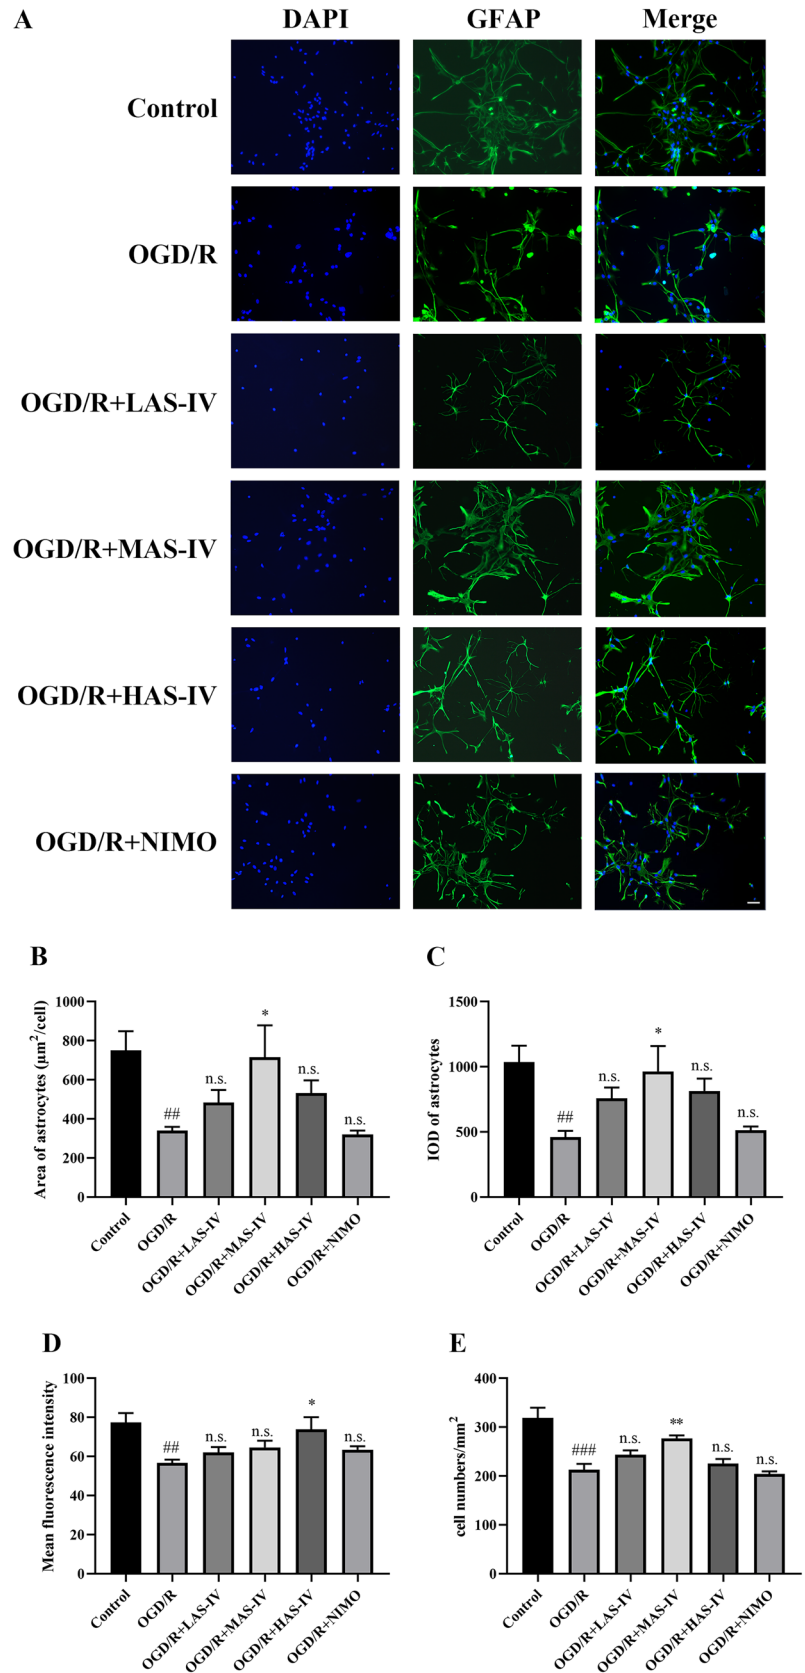 A
DAPI GFAP Merge
Control
OGD/R
OGD/R+LAS-IV
OGD/R+MAS-IV
OGD/R+HAS-IV
OGD/R+NIMO
B
Area of astrocytes (μm²/cell)
1000
800
600
400
200
0
##
n.s.
*
n.s.
n.s.
Control
OGD/R
OGD/R+LAS-IV
OGD/R+MAS-IV
OGD/R+HAS-IV
OGD/R+NIMO
C
IOD of astrocytes
1500
1000
500
0
##
n.s.
*
n.s.
n.s.
Control
OGD/R
OGD/R+LAS-IV
OGD/R+MAS-IV
OGD/R+HAS-IV
OGD/R+NIMO
D
Mean fluorescence intensity
100
80
60
40
20
0
##
n.s.
n.s.
*
n.s.
Control
OGD/R
OGD/R+LAS-IV
OGD/R+MAS-IV
OGD/R+HAS-IV
OGD/R+NIMO
E
cell numbers/mm²
400
300
200
100
0
###
n.s.
**
n.s.
n.s.
Control
OGD/R
OGD/R+LAS-IV
OGD/R+MAS-IV
OGD/R+HAS-IV
OGD/R+NIMO